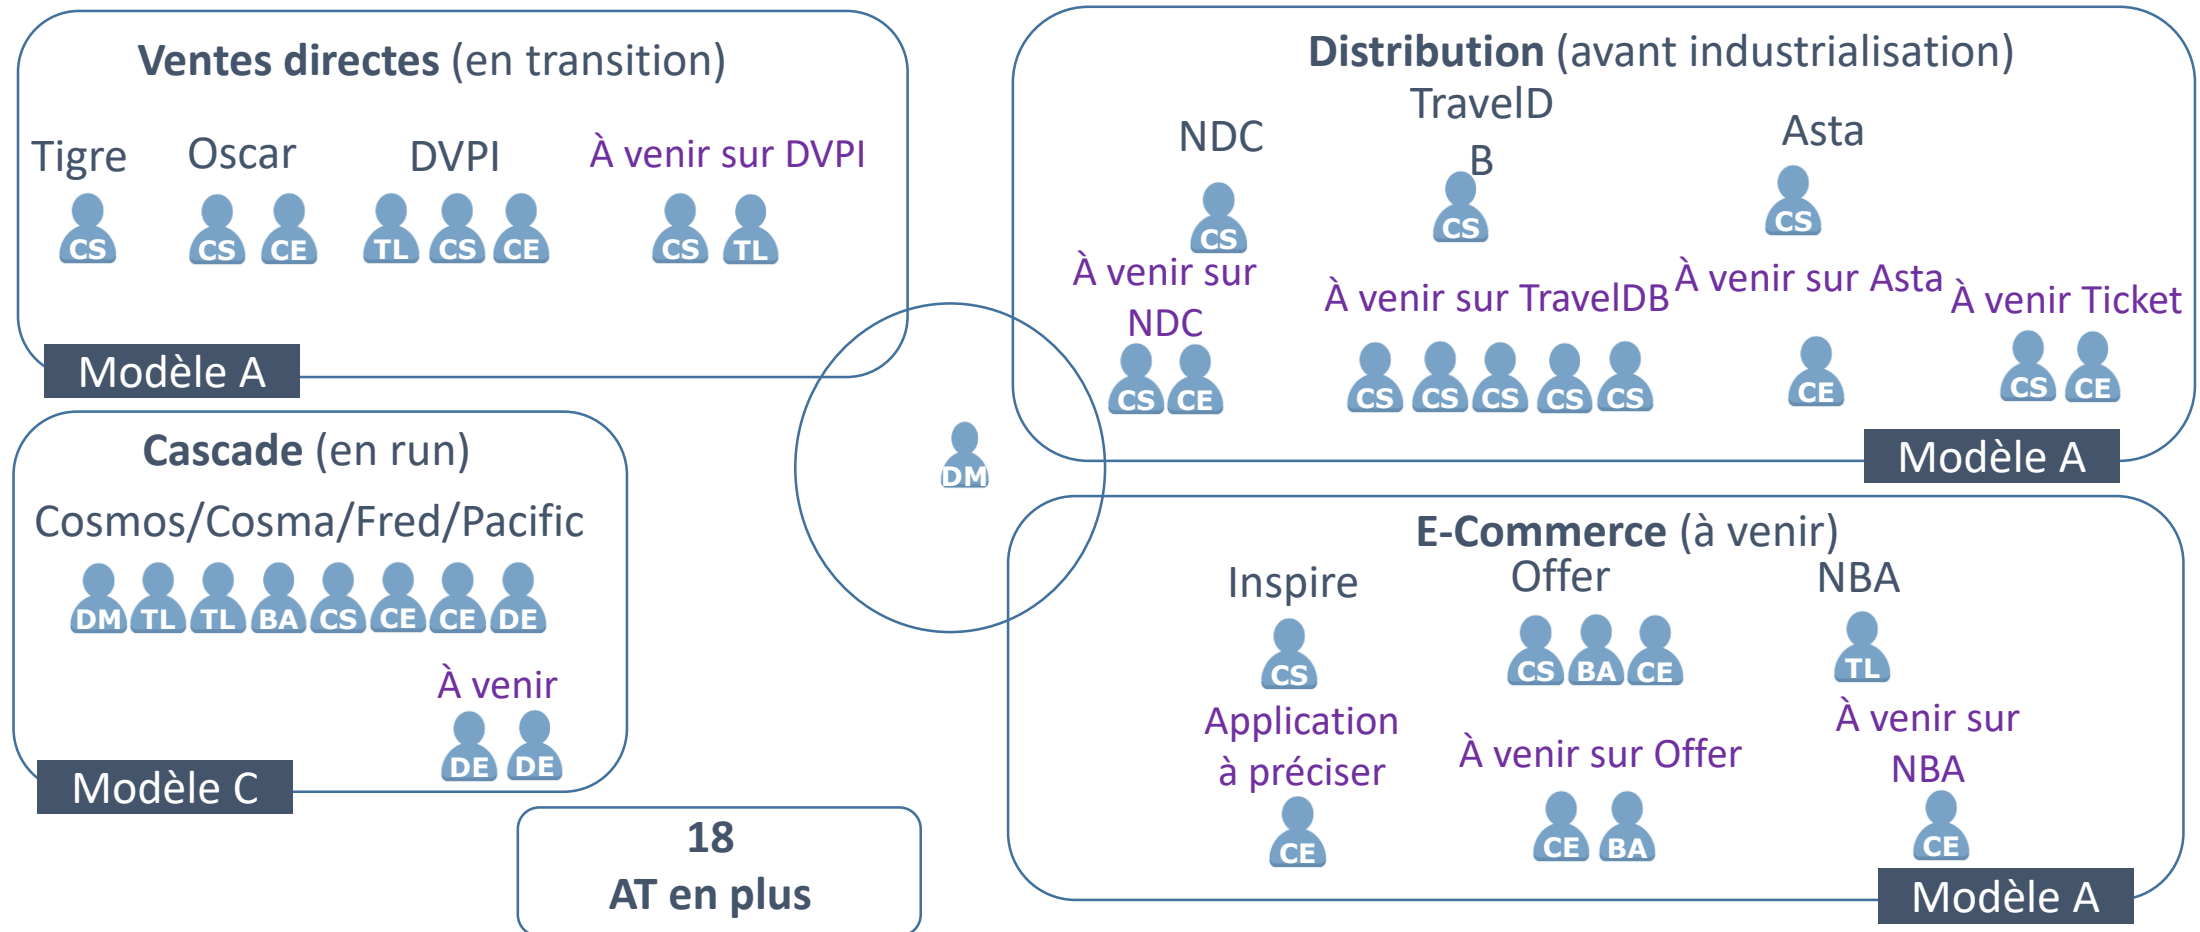 Ventes directes (en transition)
Tigre
Oscar
DVPI
À venir sur DVPI
CS
CS CE
TL CS CE
CS TL
Modèle A
Distribution (avant industrialisation)
NDC
TravelD
B
Asta
CS
CS
CS
À venir sur
NDC
À venir sur TravelDB
À venir sur Asta
À venir Ticket
CS CE
CS CS CS CS CS
CE
CS CE
Modèle A
DM
Cascade (en run)
Cosmos/Cosma/Fred/Pacific
DM TL TL BA CS CE CE DE
À venir
DE DE
Modèle C
E-Commerce (à venir)
Inspire
Offer
NBA
CS
CS BA CE
TL
Application
à préciser
À venir sur Offer
À venir sur
NBA
CE
CE BA
CE
Modèle A
18
AT en plus